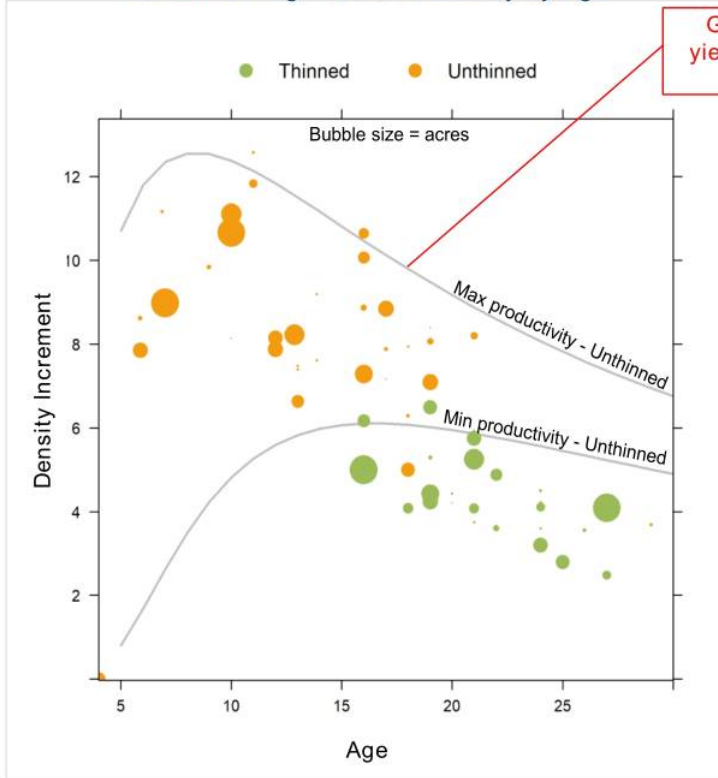 Thinned
Unthinned
Bubble size = acres
12
10
8
6
4
2
Density Increment
Max productivity - Unthinned
Min productivity - Unthinned
5
10
15
20
25
Age